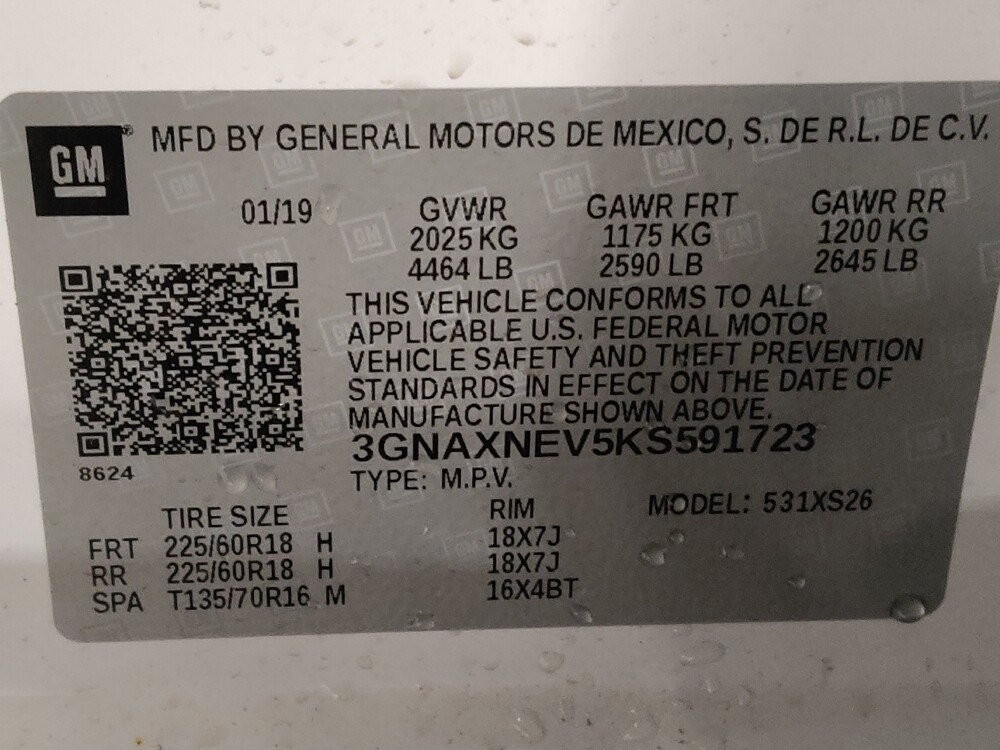 GM® MFD BY GENERAL MOTORS DE MEXICO, S. DE R.L. DE C.V.
01/19 GVWR GAWR FRT GAWR RR
2025 KG 1175 KG 1200 KG
4464 LB 2590 LB 2645 LB
THIS VEHICLE CONFORMS TO ALL
APPLICABLE U.S. FEDERAL MOTOR
VEHICLE SAFETY AND THEFT PREVENTION
STANDARDS IN EFFECT ON THE DATE OF
MANUFACTURE SHOWN ABOVE.
3GNAXNEV5KS591723
8624
TYPE: M.P.V. MODEL: 531XS26
TIRE SIZE RIM
FRT 225/60R18 H 18X7J
RR 225/60R18 H 18X7J
SPA T135/70R16 M 16X4BT